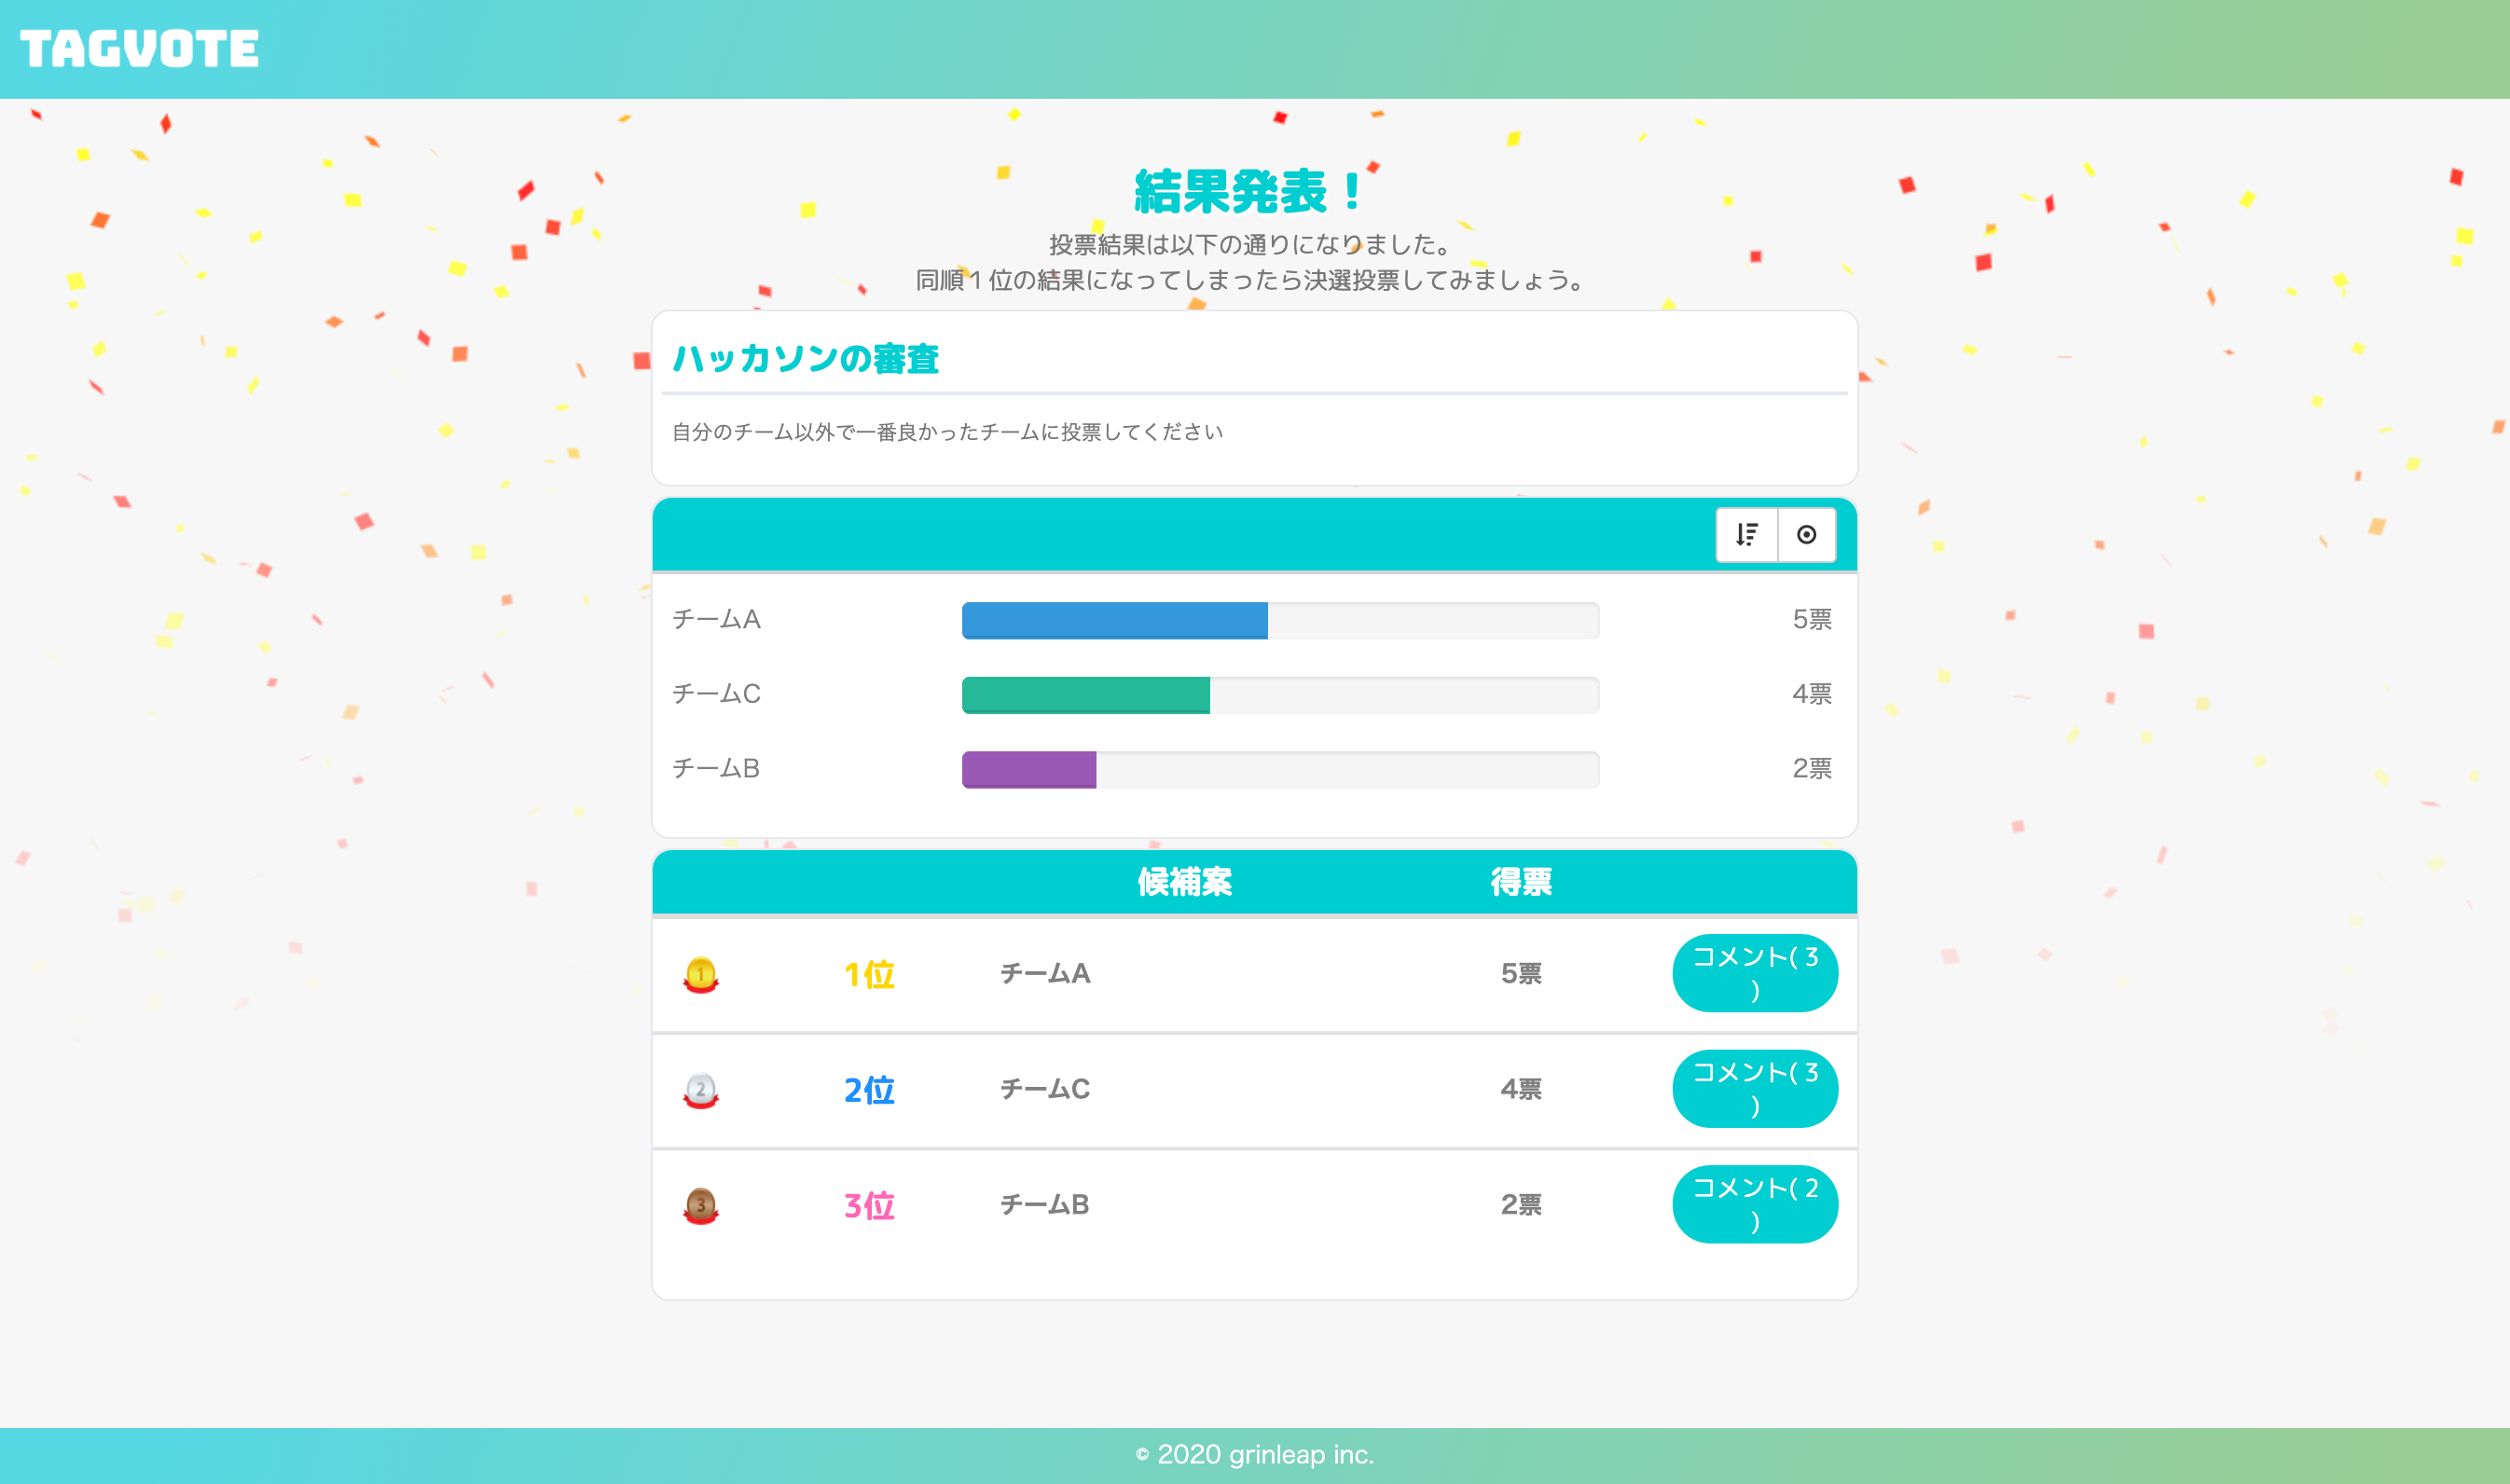 TAGVOTE
結果発表！
投票結果は以下の通りになりました。
同順１位の結果になってしまったら決選投票してみましょう。
ハッカソンの審査
自分のチーム以外で一番良かったチームに投票してください
チームA 5票
チームC 4票
チームB 2票
候補案 得票
1 1位 チームA 5票 コメント( 3
)
2 2位 チームC 4票 コメント( 3
)
3 3位 チームB 2票 コメント( 2
)
© 2020 grinleap inc.